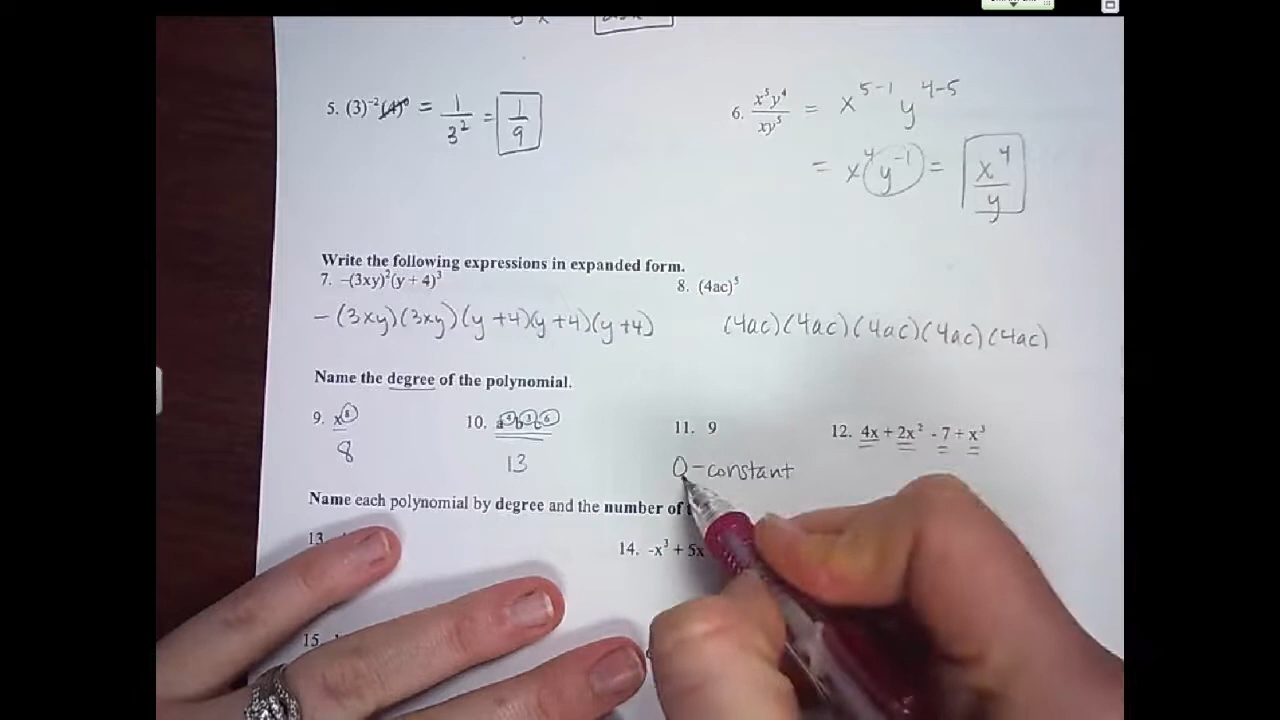 5. (3)⁻²(4)⁰ = 1/3² = 1/9
6. x⁵y⁴/xy⁵ = x⁵⁻¹ y⁴⁻⁵
= x⁴y⁻¹ = x⁴/y
Write the following expressions in expanded form.
7. –(3xy)²(y + 4)³
8. (4ac)⁵
– (3xy)(3xy)(y+4)(y+4)(y+4)
(4ac)(4ac)(4ac)(4ac)(4ac)
Name the degree of the polynomial.
9. x⁸
10. a⁴b³c⁶
11. 9
12. 4x + 2x² - 7 + x³
8
13
0-constant
Name each polynomial by degree and the number of
13.
14. -x³ + 5x
15.